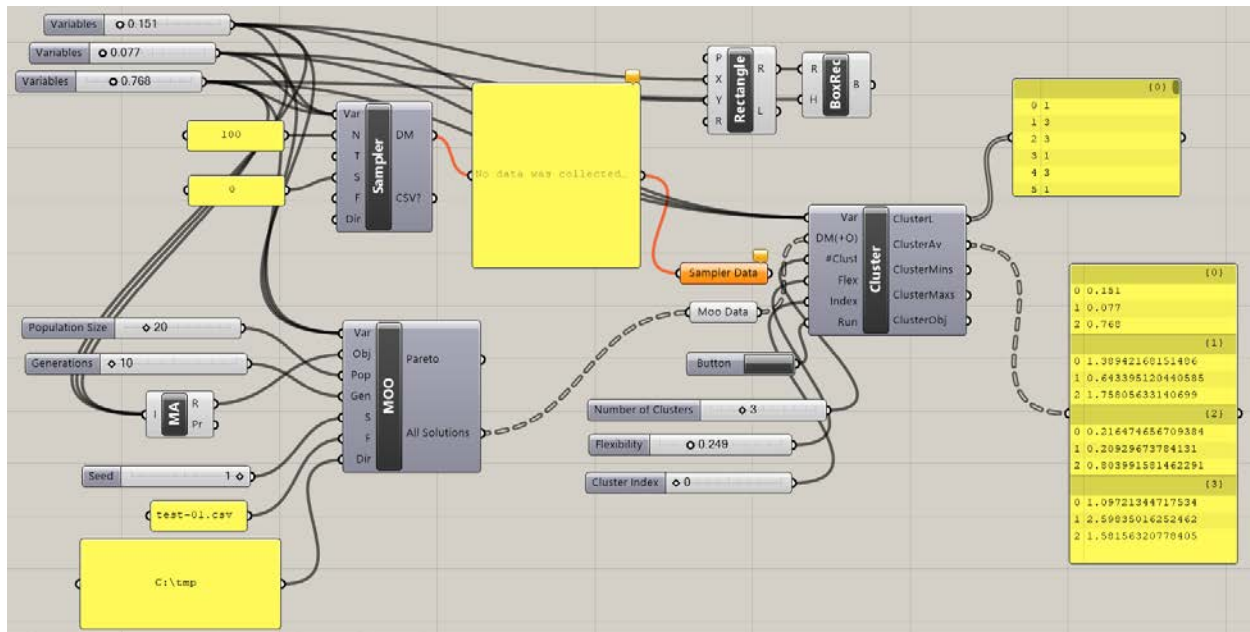 Variables 0.151
Variables 0.077
Variables 0.768
100
0
Var
N
T
S
F
Dir
Sampler
DM
CSV?
No data was collected…
P
X
Y
R
Rectangle
R
L
R
H
BoxRec
B
{0}
0 1
1 3
2 3
3 1
4 3
5 1
Sampler Data
Moo Data
Var
DM(+O)
#Clust
Flex
Index
Run
Cluster
ClusterL
ClusterAv
ClusterMins
ClusterMaxs
ClusterObj
{0}
0 0.151
1 0.077
2 0.768
{1}
0 1.38942168151486
1 0.643395120440585
2 1.75805633140699
{2}
0 0.216474656709384
1 0.20929673784131
2 0.803991581462291
{3}
0 1.09721344717534
1 2.59835016252462
2 1.58156320778405
Population Size 20
Generations 10
I
MA
R
Pr
Var
Obj
Pop
Gen
S
F
Dir
MOO
Pareto
All Solutions
Button
Number of Clusters 3
Flexibility 0.249
Cluster Index 0
Seed 1
test-01.csv
C:\tmp